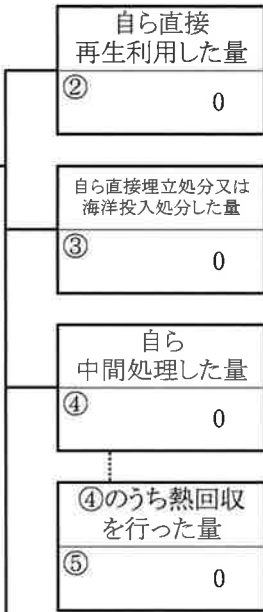 自ら直接
再生利用した量
②
0
自ら直接埋立処分又は
海洋投入処分した量
③
0
自ら
中間処理した量
④
0
④のうち熱回収
を行った量
⑤
0